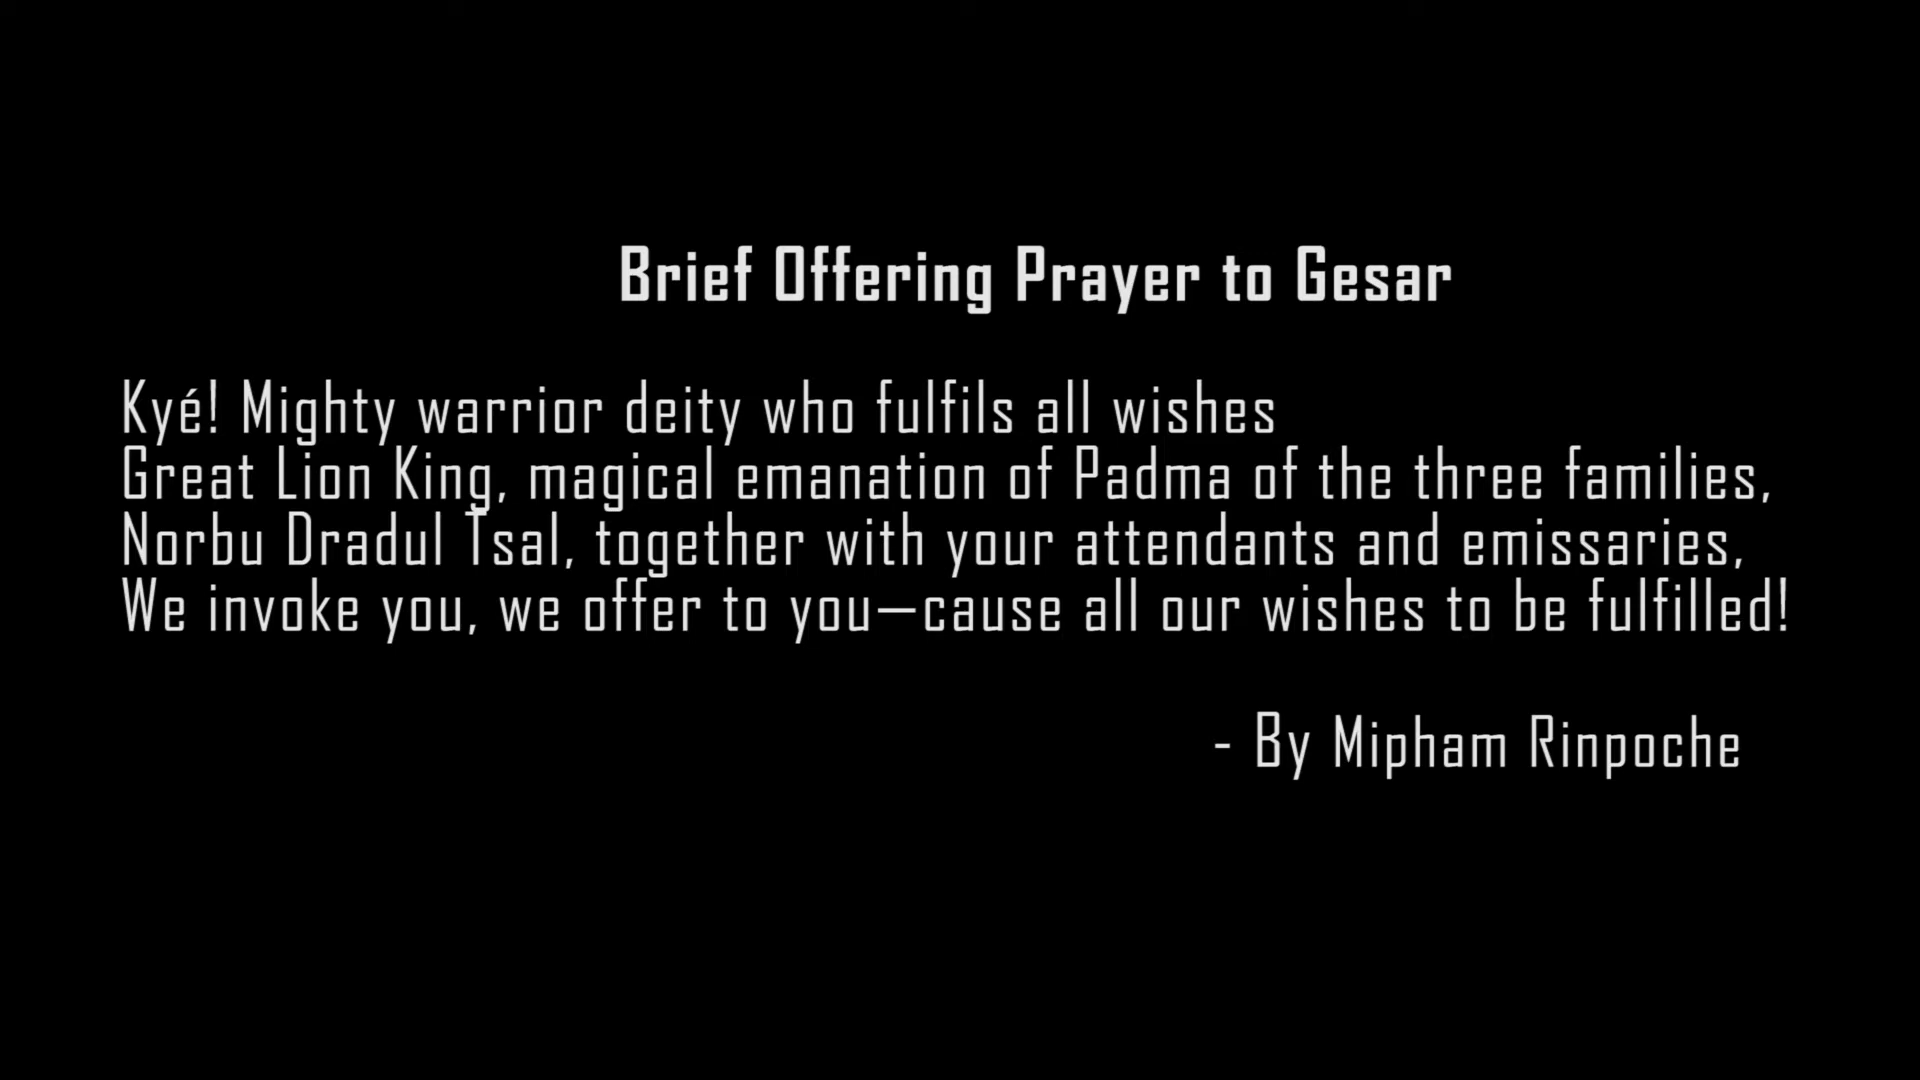 Brief Offering Prayer to Gesar
Kyé! Mighty warrior deity who fulfils all wishes
Great Lion King, magical emanation of Padma of the three families,
Norbu Dradul Tsal, together with your attendants and emissaries,
We invoke you, we offer to you—cause all our wishes to be fulfilled!
- By Mipham Rinpoche